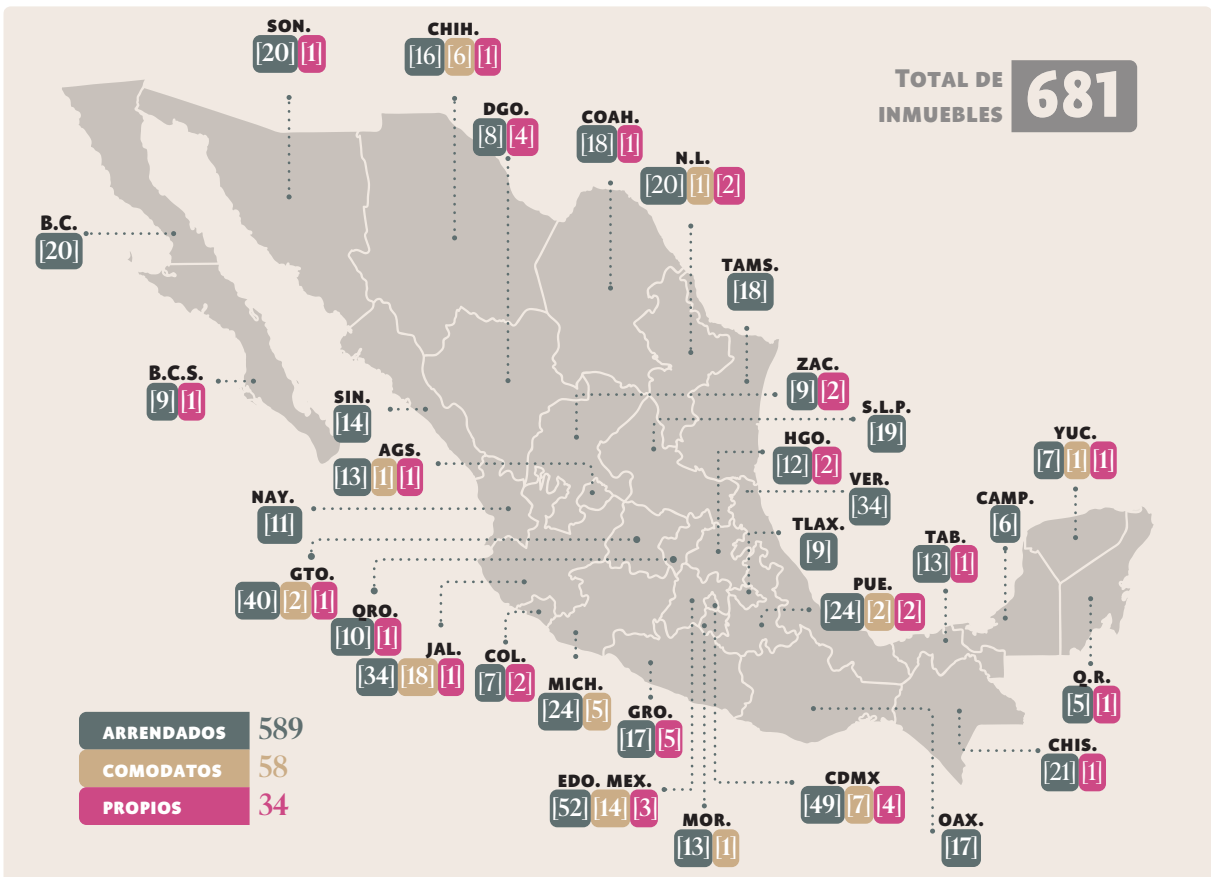 SON.
[20] [1]
CHIH.
[16] [6] [1]
DGO.
[8] [4]
COAH.
[18] [1]
N.L.
[20] [1] [2]
TOTAL DE
INMUEBLES
681
B.C.
[20]
TAMS.
[18]
B.C.S.
[9] [1]
SIN.
[14]
ZAC.
[9] [2]
S.L.P.
[19]
AGS.
[13] [1] [1]
HGO.
[12] [2]
YUC.
[7] [1] [1]
NAY.
[11]
VER.
[34]
CAMP.
[6]
TLAX.
[9]
TAB.
[13] [1]
GTO.
[40] [2] [1]
PUE.
[24] [2] [2]
QRO.
[10] [1]
JAL.
[34] [18] [1]
COL.
[7] [2]
MICH.
[24] [5]
GRO.
[17] [5]
Q.R.
[5] [1]
CHIS.
[21] [1]
EDO. MEX.
[52] [14] [3]
MOR.
[13] [1]
CDMX
[49] [7] [4]
OAX.
[17]
ARRENDADOS 589
COMODATOS 58
PROPIOS 34